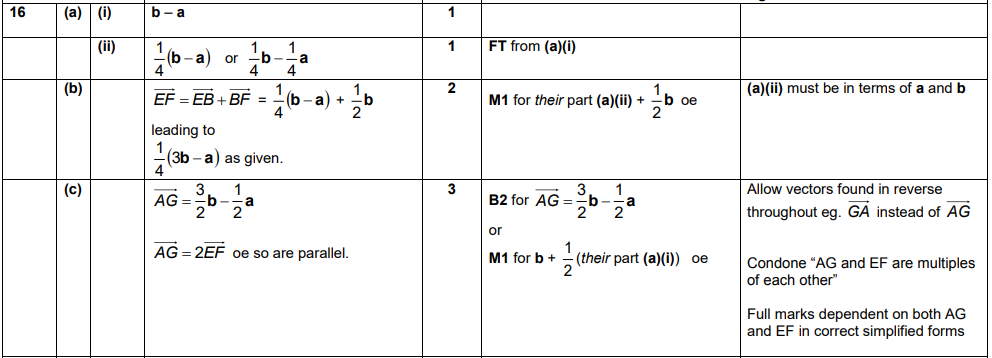 16 (a) (i) b – a 1
(ii) 1/4(b – a) or 1/4b – 1/4a 1 FT from (a)(i)
(b) EF = EB + BF = 1/4(b – a) + 1/2b 2 M1 for their part (a)(ii) + 1/2b oe (a)(ii) must be in terms of a and b
leading to
1/4(3b – a) as given.
(c) AG = 3/2b – 1/2a 3 B2 for AG = 3/2b – 1/2a Allow vectors found in reverse
throughout eg. GA instead of AG
or
AG = 2EF oe so are parallel. M1 for b + 1/2(their part (a)(i)) oe Condone “AG and EF are multiples
of each other”
Full marks dependent on both AG
and EF in correct simplified forms